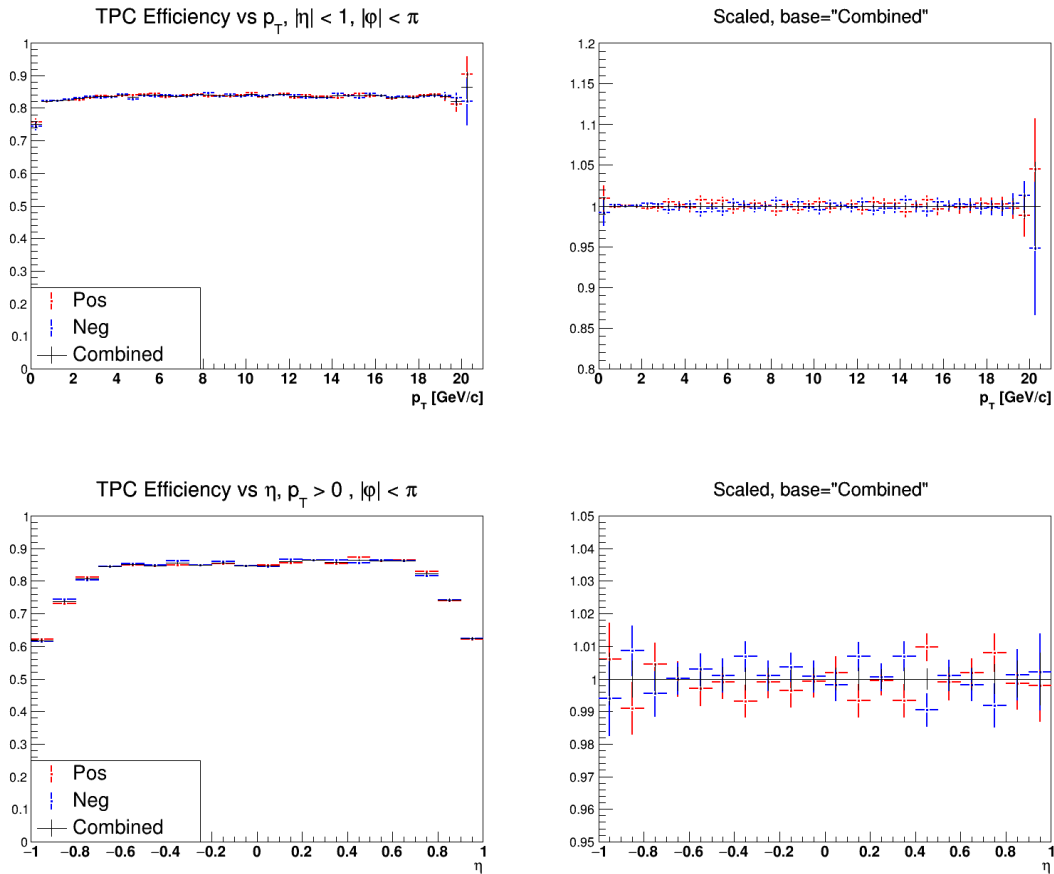 TPC Efficiency vs p_T, |η| < 1, |φ| < π
1
0.9
0.8
0.7
0.6
0.5
0.4
0.3
0.2
0.1
0
Pos
Neg
Combined
0 2 4 6 8 10 12 14 16 18 20
p_T [GeV/c]
Scaled, base="Combined"
1.2
1.15
1.1
1.05
1
0.95
0.9
0.85
0.8
0 2 4 6 8 10 12 14 16 18 20
p_T [GeV/c]
TPC Efficiency vs η, p_T > 0 , |φ| < π
1
0.9
0.8
0.7
0.6
0.5
0.4
0.3
0.2
0.1
0
Pos
Neg
Combined
−1 −0.8 −0.6 −0.4 −0.2 0 0.2 0.4 0.6 0.8 1
η
Scaled, base="Combined"
1.05
1.04
1.03
1.02
1.01
1
0.99
0.98
0.97
0.96
0.95
−1 −0.8 −0.6 −0.4 −0.2 0 0.2 0.4 0.6 0.8 1
η